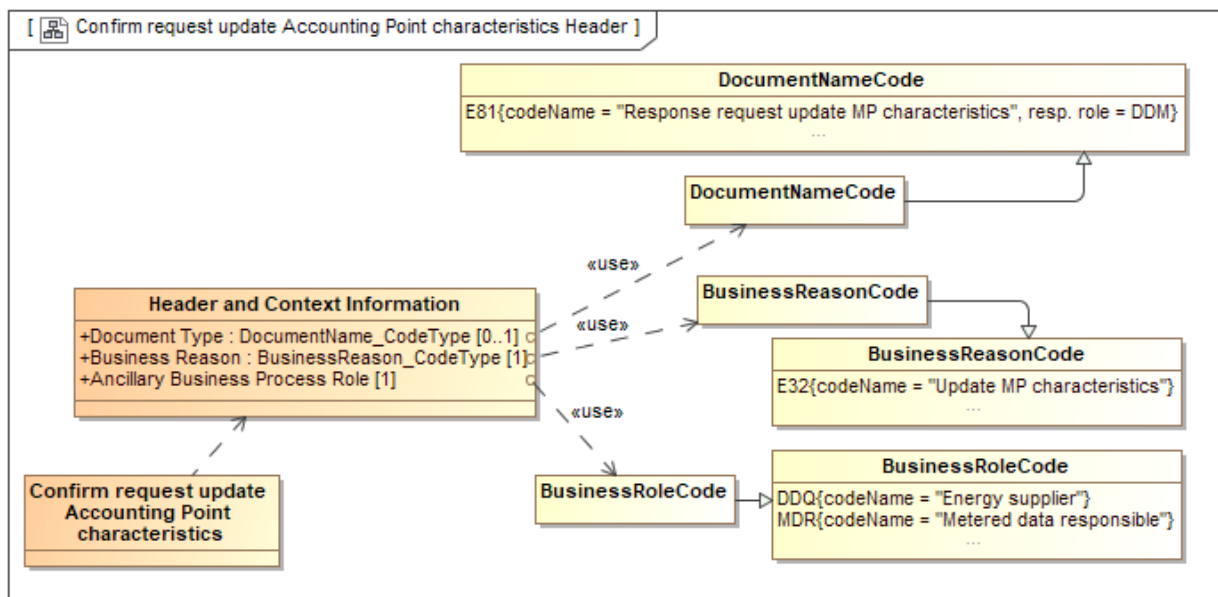 [ Confirm request update Accounting Point characteristics Header ]
DocumentNameCode
E81{codeName = "Response request update MP characteristics", resp. role = DDM}
...
DocumentNameCode
«use»
BusinessReasonCode
Header and Context Information
+Document Type : DocumentName_CodeType [0..1]
+Business Reason : BusinessReason_CodeType [1]
+Ancillary Business Process Role [1]
«use»
BusinessReasonCode
E32{codeName = "Update MP characteristics"}
...
«use»
BusinessRoleCode
BusinessRoleCode
DDQ{codeName = "Energy supplier"}
MDR{codeName = "Metered data responsible"}
...
Confirm request update
Accounting Point
characteristics